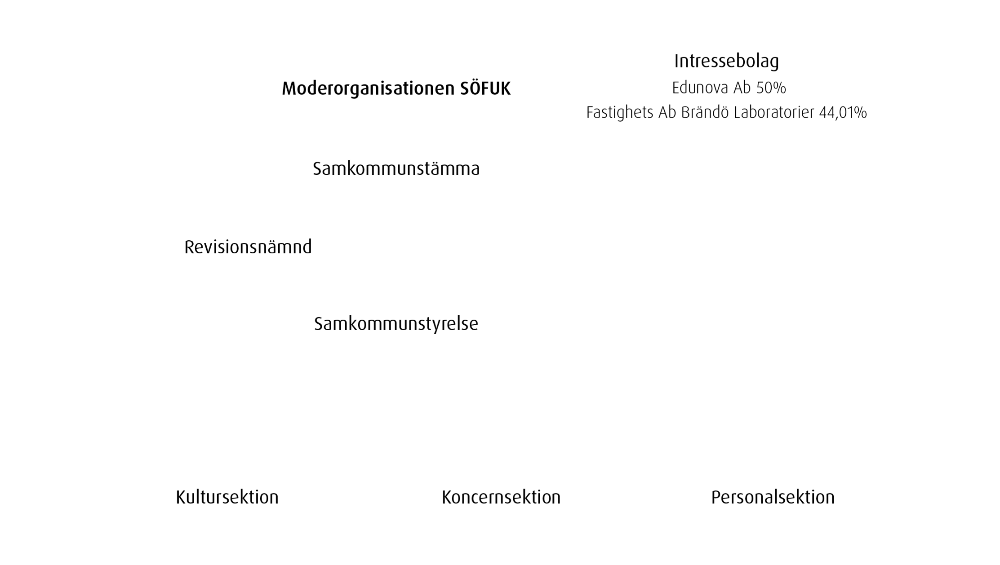 Intressebolag
Moderorganisationen SÖFUK
Edunova Ab 50%
Fastighets Ab Brändö Laboratorier 44,01%
Samkommunstämma
Revisionsnämnd
Samkommunstyrelse
Kultursektion
Koncernsektion
Personalsektion